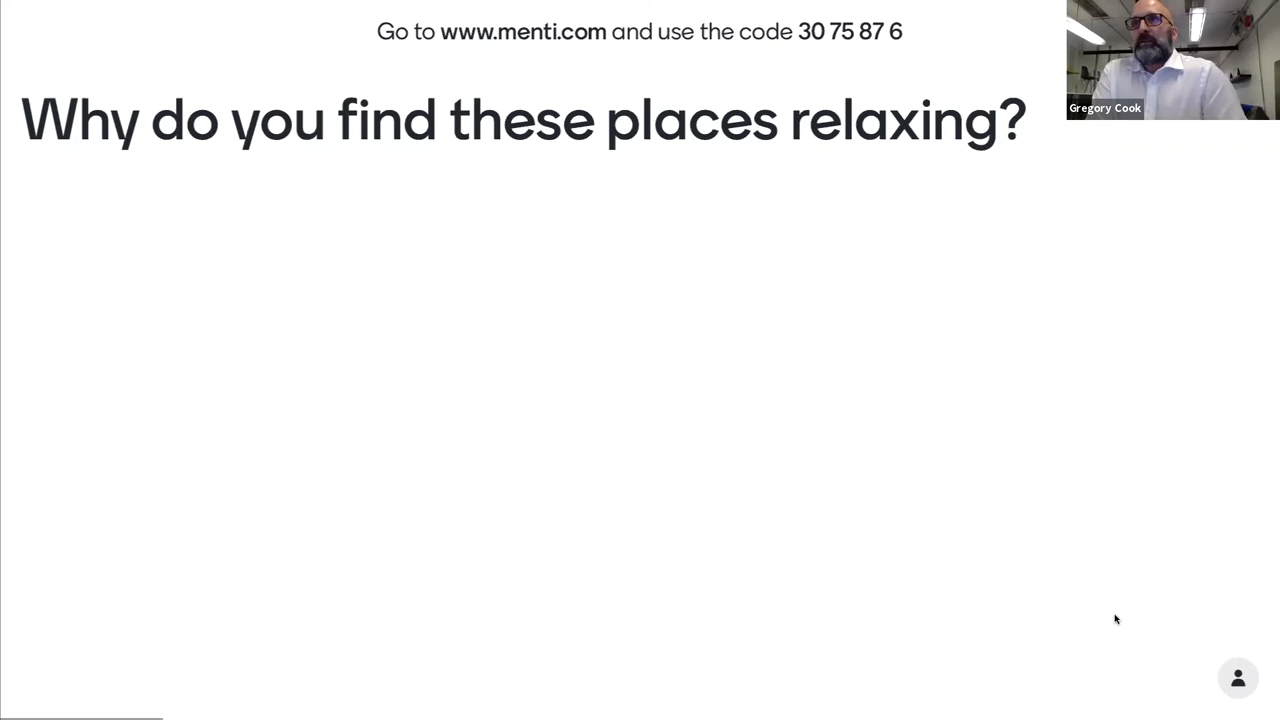 Go to www.menti.com and use the code 30 75 87 6
Why do you find these places relaxing?
Gregory Cook